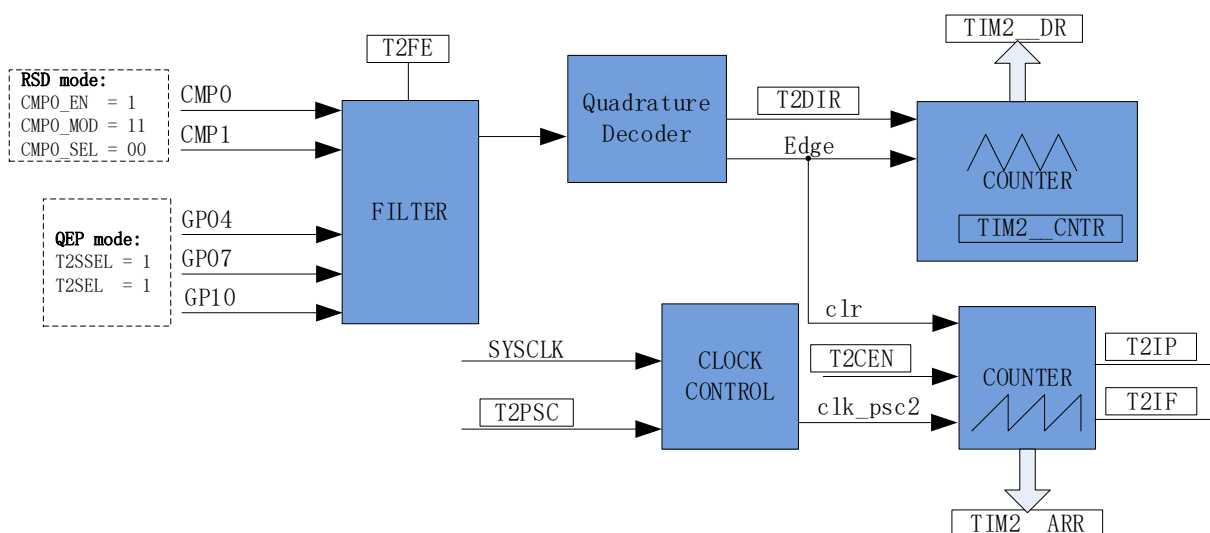 TIM2__DR
T2FE
RSD mode:
CMP0_EN = 1
CMP0_MOD = 11
CMP0_SEL = 00
CMP0
CMP1
Quadrature
Decoder
T2DIR
Edge
COUNTER
TIM2__CNTR
FILTER
QEP mode:
T2SSEL = 1
T2SEL = 1
GP04
GP07
GP10
clr
SYSCLK
CLOCK
CONTROL
T2CEN
COUNTER
T2IP
T2PSC
clk_psc2
T2IF
TIM2__ARR